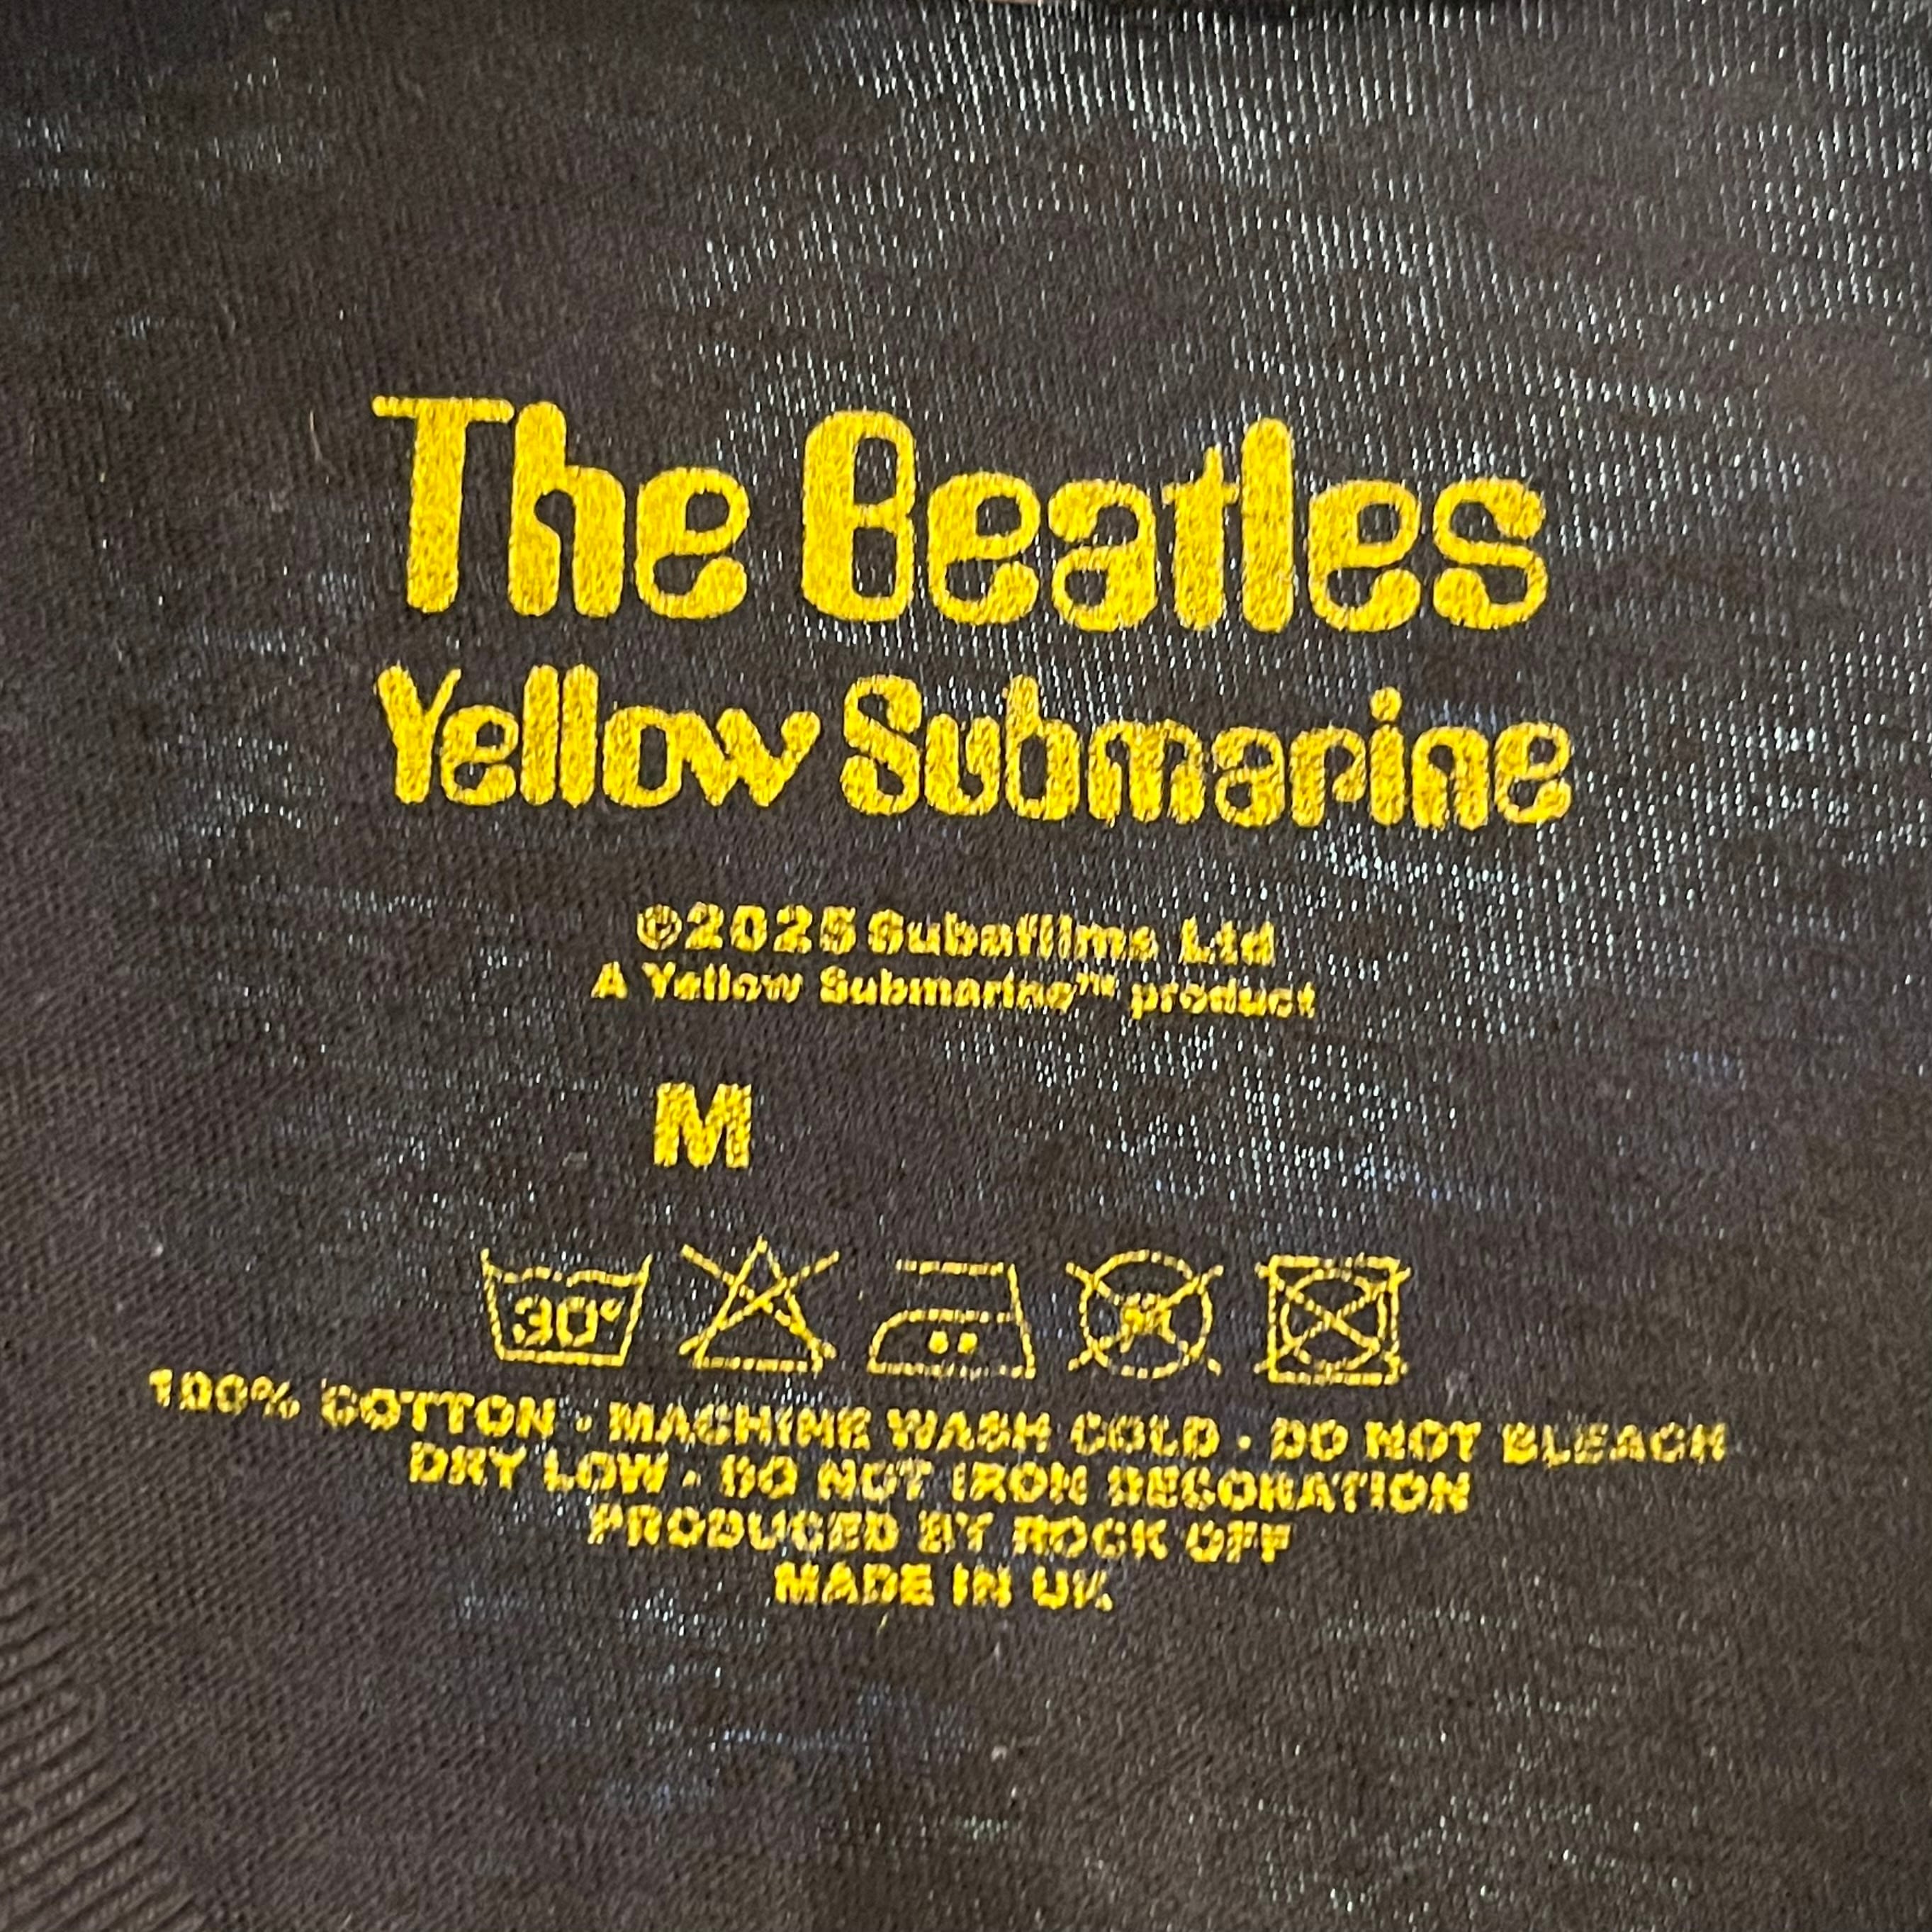 The Beatles
Yellow Submarine
©2025 Subafilms Ltd
A Yellow Submarine™ product
M
30°
100% COTTON - MACHINE WASH COLD - DO NOT BLEACH
DRY LOW - DO NOT IRON DECORATION
PRODUCED BY ROCK OFF
MADE IN UK